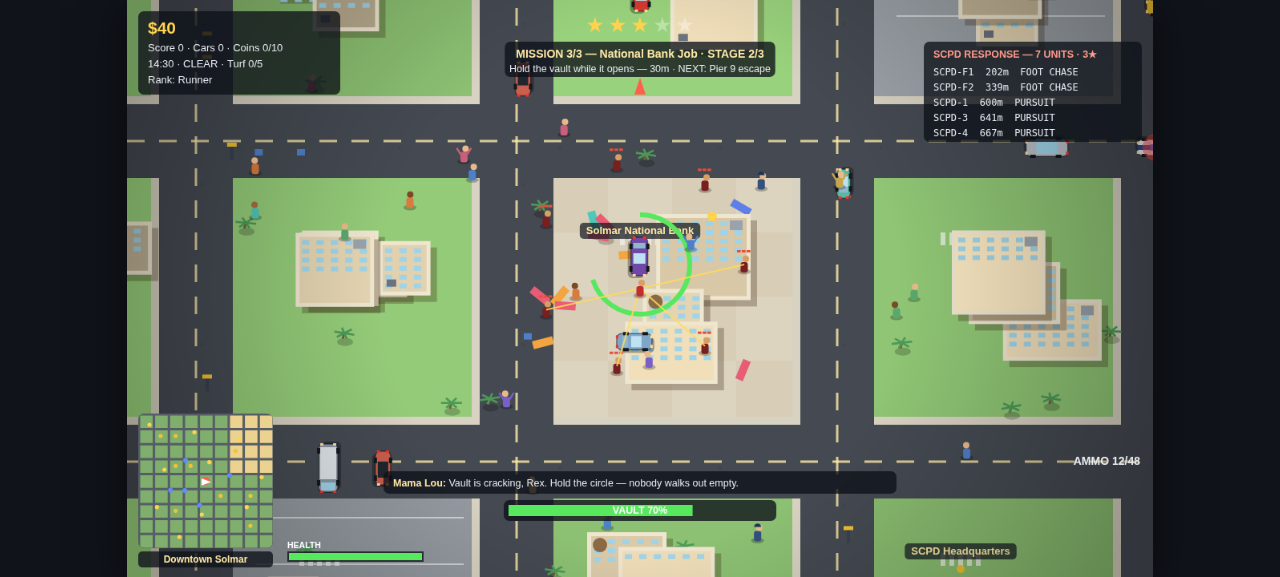 $40
Score 0 · Cars 0 · Coins 0/10
14:30 · CLEAR · Turf 0/5
Rank: Runner
MISSION 3/3 — National Bank Job · STAGE 2/3
Hold the vault while it opens — 30m · NEXT: Pier 9 escape
SCPD RESPONSE — 7 UNITS · 3★
SCPD-F1 202m FOOT CHASE
SCPD-F2 339m FOOT CHASE
SCPD-1 600m PURSUIT
SCPD-3 641m PURSUIT
SCPD-4 667m PURSUIT
Solmar National Bank
AMMO 12/48
Mama Lou: Vault is cracking, Rex. Hold the circle — nobody walks out empty.
VAULT 70%
HEALTH
Downtown Solmar
SCPD Headquarters